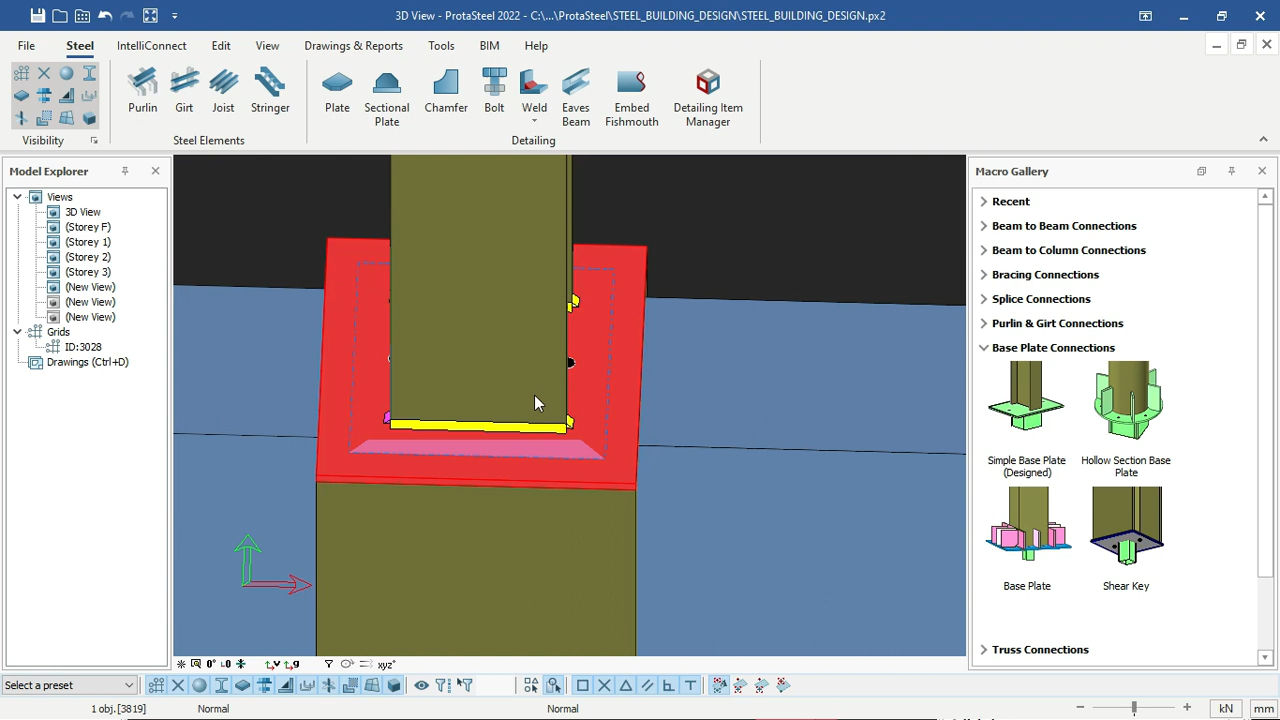 3D View - ProtaSteel 2022 - C:\...\ProtaSteel\STEEL_BUILDING_DESIGN\STEEL_BUILDING_DESIGN.px2
File Steel IntelliConnect Edit View Drawings & Reports Tools BIM Help
Purlin Girt Joist Stringer Plate Sectional Plate Chamfer Bolt Weld Eaves Beam Embed Fishmouth Detailing Item Manager
Visibility Steel Elements Detailing
Model Explorer
Views
3D View
(Storey F)
(Storey 1)
(Storey 2)
(Storey 3)
(New View)
(New View)
(New View)
Grids
ID:3028
Drawings (Ctrl+D)
Macro Gallery
Recent
Beam to Beam Connections
Beam to Column Connections
Bracing Connections
Splice Connections
Purlin & Girt Connections
Base Plate Connections
Simple Base Plate (Designed)
Hollow Section Base Plate
Base Plate
Shear Key
Truss Connections
xyz°
Select a preset
1 obj. [3819] Normal Normal kN mm